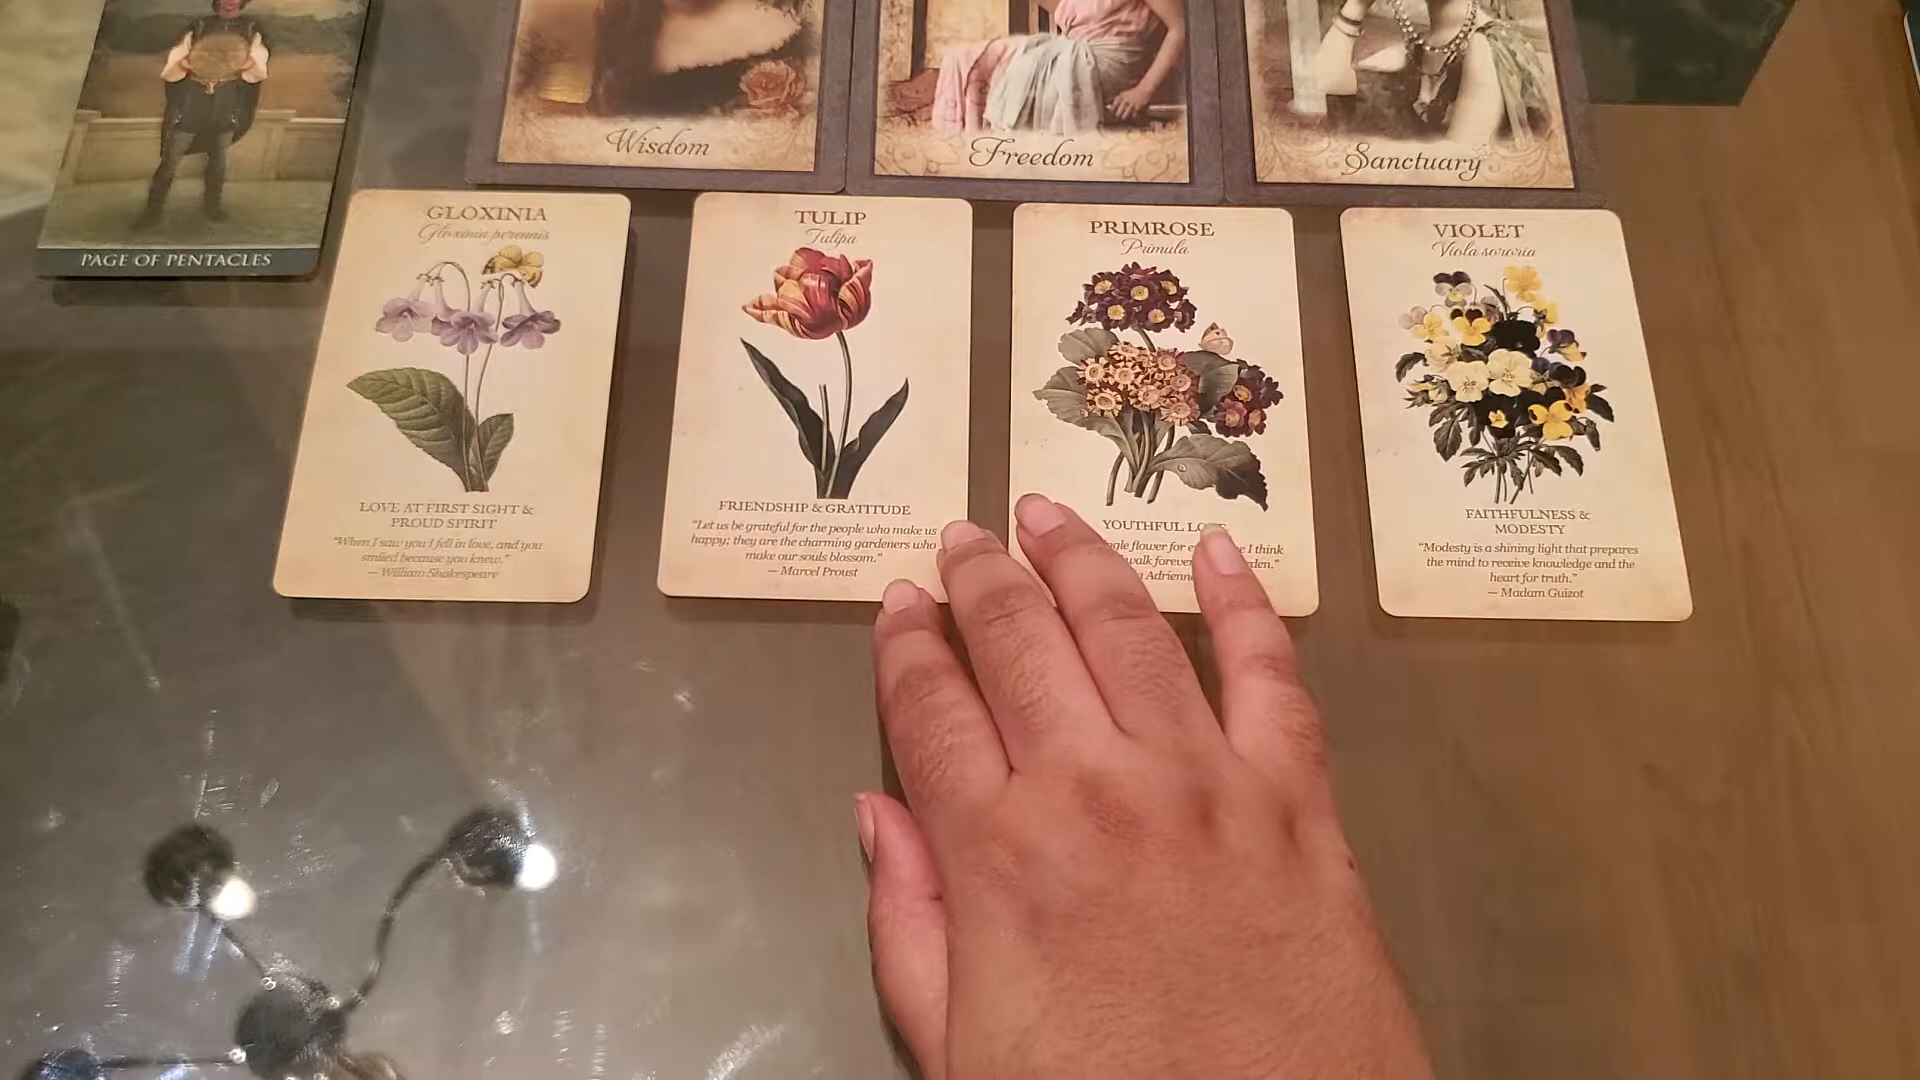 Wisdom
Freedom
Sanctuary
PAGE OF PENTACLES
GLOXINIA
Gloxinia perennis
LOVE AT FIRST SIGHT &
PROUD SPIRIT
"When I saw you I fell in love, and you
smiled because you knew."
— William Shakespeare
TULIP
Tulipa
FRIENDSHIP & GRATITUDE
"Let us be grateful for the people who make us
happy; they are the charming gardeners who
make our souls blossom."
— Marcel Proust
PRIMROSE
Primula
YOUTHFUL LOVE
flower for I think
walk forever
VIOLET
Viola sororia
FAITHFULNESS &
MODESTY
"Modesty is a shining light that prepares
the mind to receive knowledge and the
heart for truth."
— Madam Guizot